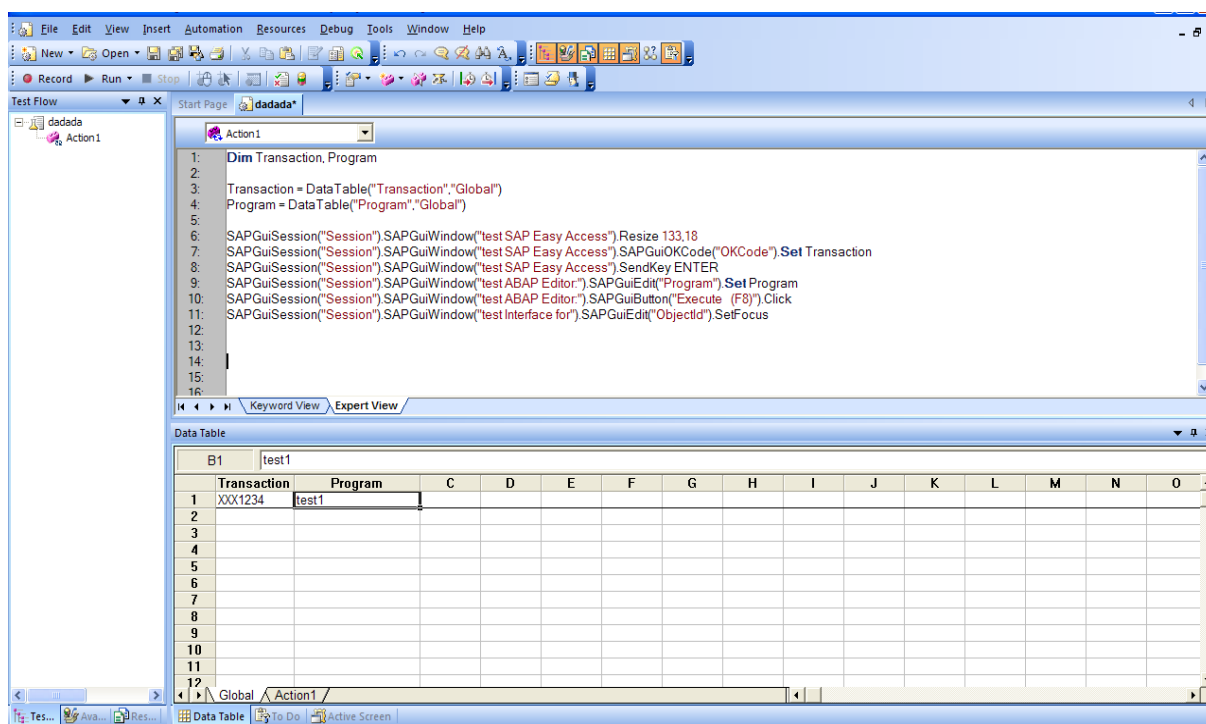 File Edit View Insert Automation Resources Debug Tools Window Help
New Open
Record Run Stop
Test Flow
dadada
Action1
Start Page dadada*
Action1
1: Dim Transaction, Program
2:
3: Transaction = DataTable("Transaction","Global")
4: Program = DataTable("Program","Global")
5:
6: SAPGuiSession("Session").SAPGuiWindow("test SAP Easy Access").Resize 133,18
7: SAPGuiSession("Session").SAPGuiWindow("test SAP Easy Access").SAPGuiOKCode("OKCode").Set Transaction
8: SAPGuiSession("Session").SAPGuiWindow("test SAP Easy Access").SendKey ENTER
9: SAPGuiSession("Session").SAPGuiWindow("test ABAP Editor:").SAPGuiEdit("Program").Set Program
10: SAPGuiSession("Session").SAPGuiWindow("test ABAP Editor:").SAPGuiButton("Execute   (F8)").Click
11: SAPGuiSession("Session").SAPGuiWindow("test Interface for").SAPGuiEdit("ObjectId").SetFocus
12:
13:
14:
15:
16:
Keyword View Expert View
Data Table
B1 test1
Transaction Program C D E F G H I J K L M N O
1 XXX1234 test1
2
3
4
5
6
7
8
9
10
11
12
Global Action1
Tes... Ava... Res... Data Table To Do Active Screen